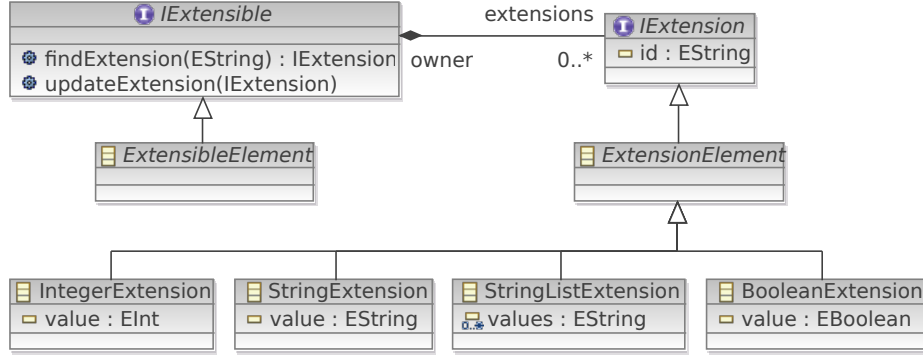 IExtensible
findExtension(EString) : IExtension
updateExtension(IExtension)
extensions
owner
0..*
IExtension
id : EString
ExtensibleElement
ExtensionElement
IntegerExtension
value : EInt
StringExtension
value : EString
StringListExtension
0..*
values : EString
BooleanExtension
value : EBoolean